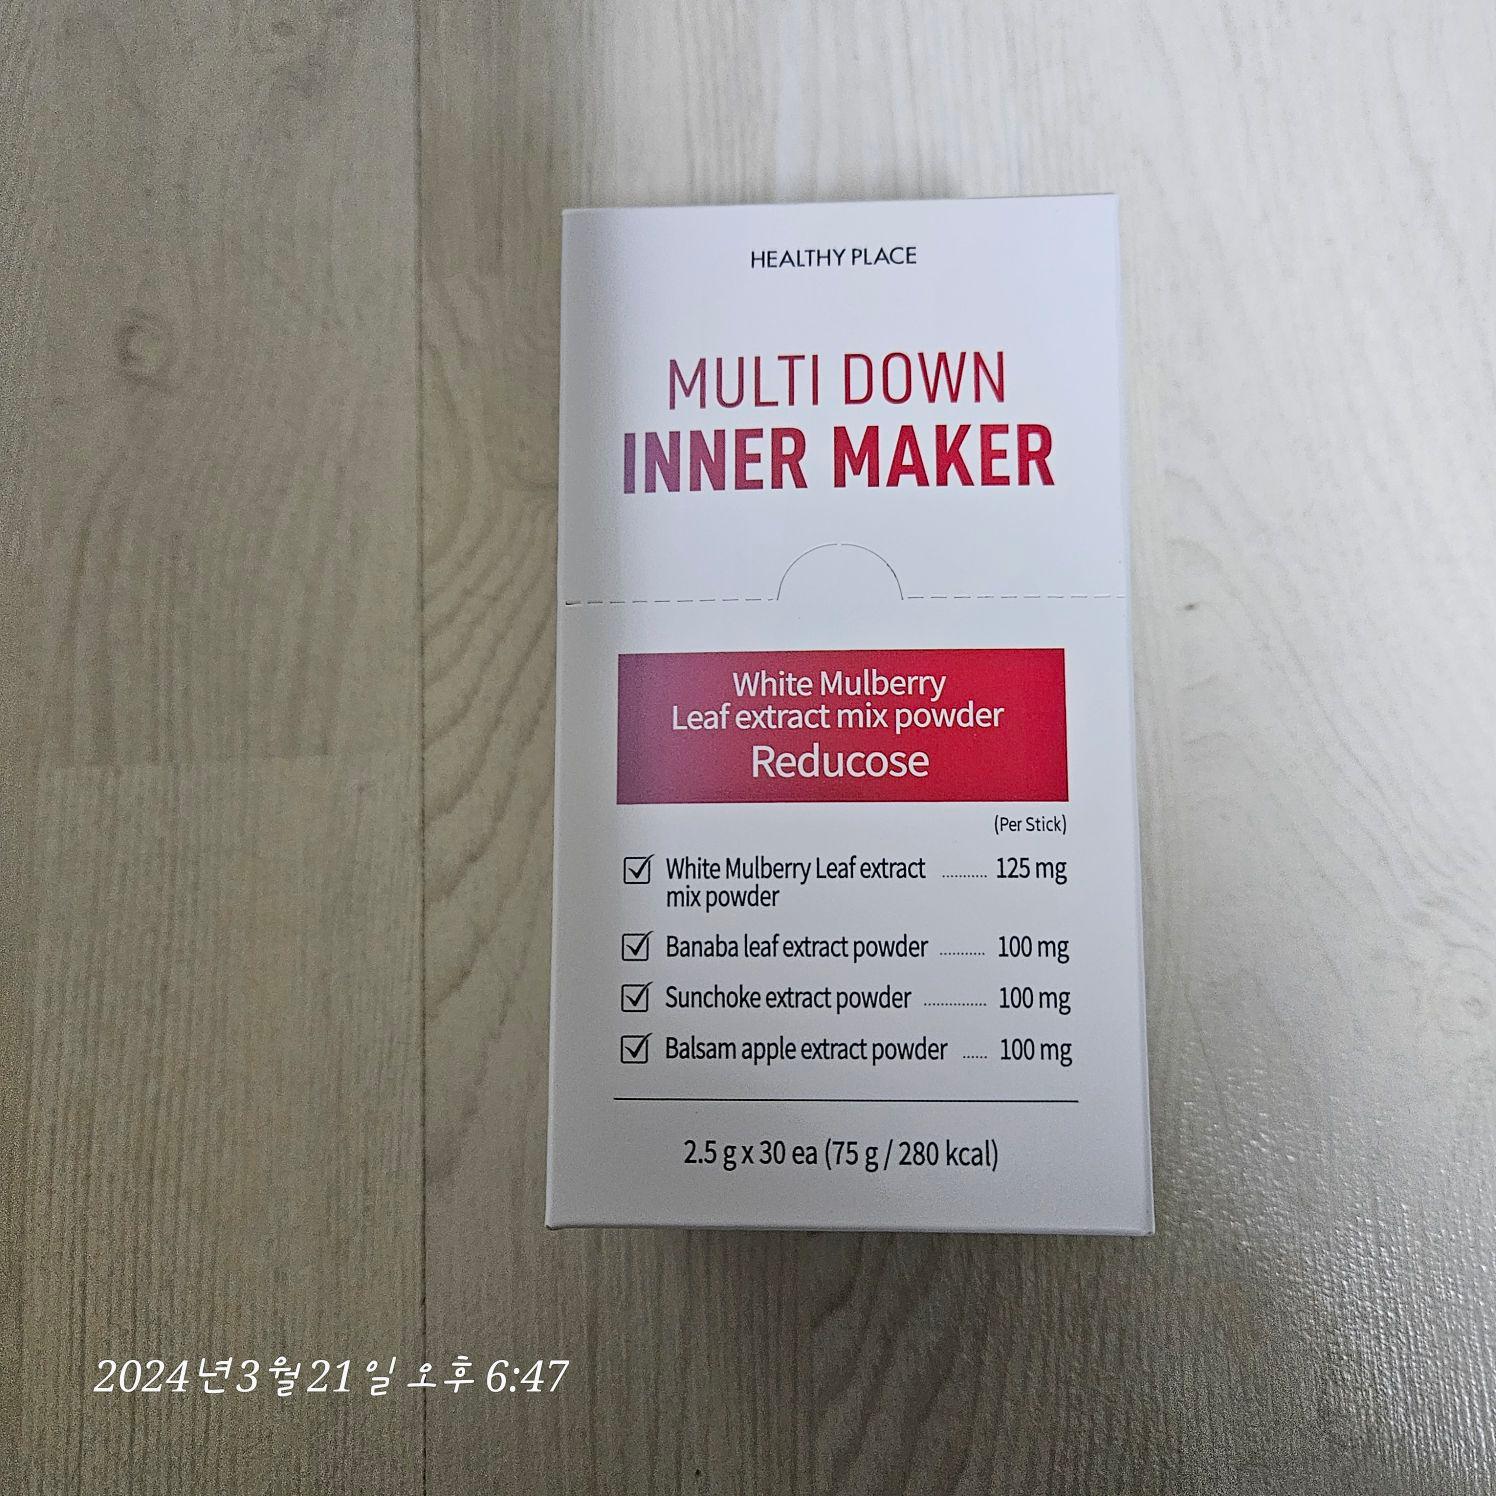 HEALTHY PLACE
MULTI DOWN
INNER MAKER
White Mulberry
Leaf extract mix powder
Reducose
(Per Stick)
White Mulberry Leaf extract ........... 125 mg
mix powder
Banaba leaf extract powder ........... 100 mg
Sunchoke extract powder ............... 100 mg
Balsam apple extract powder ...... 100 mg
2.5 g x 30 ea (75 g / 280 kcal)
2024년3월21일 오후 6:47